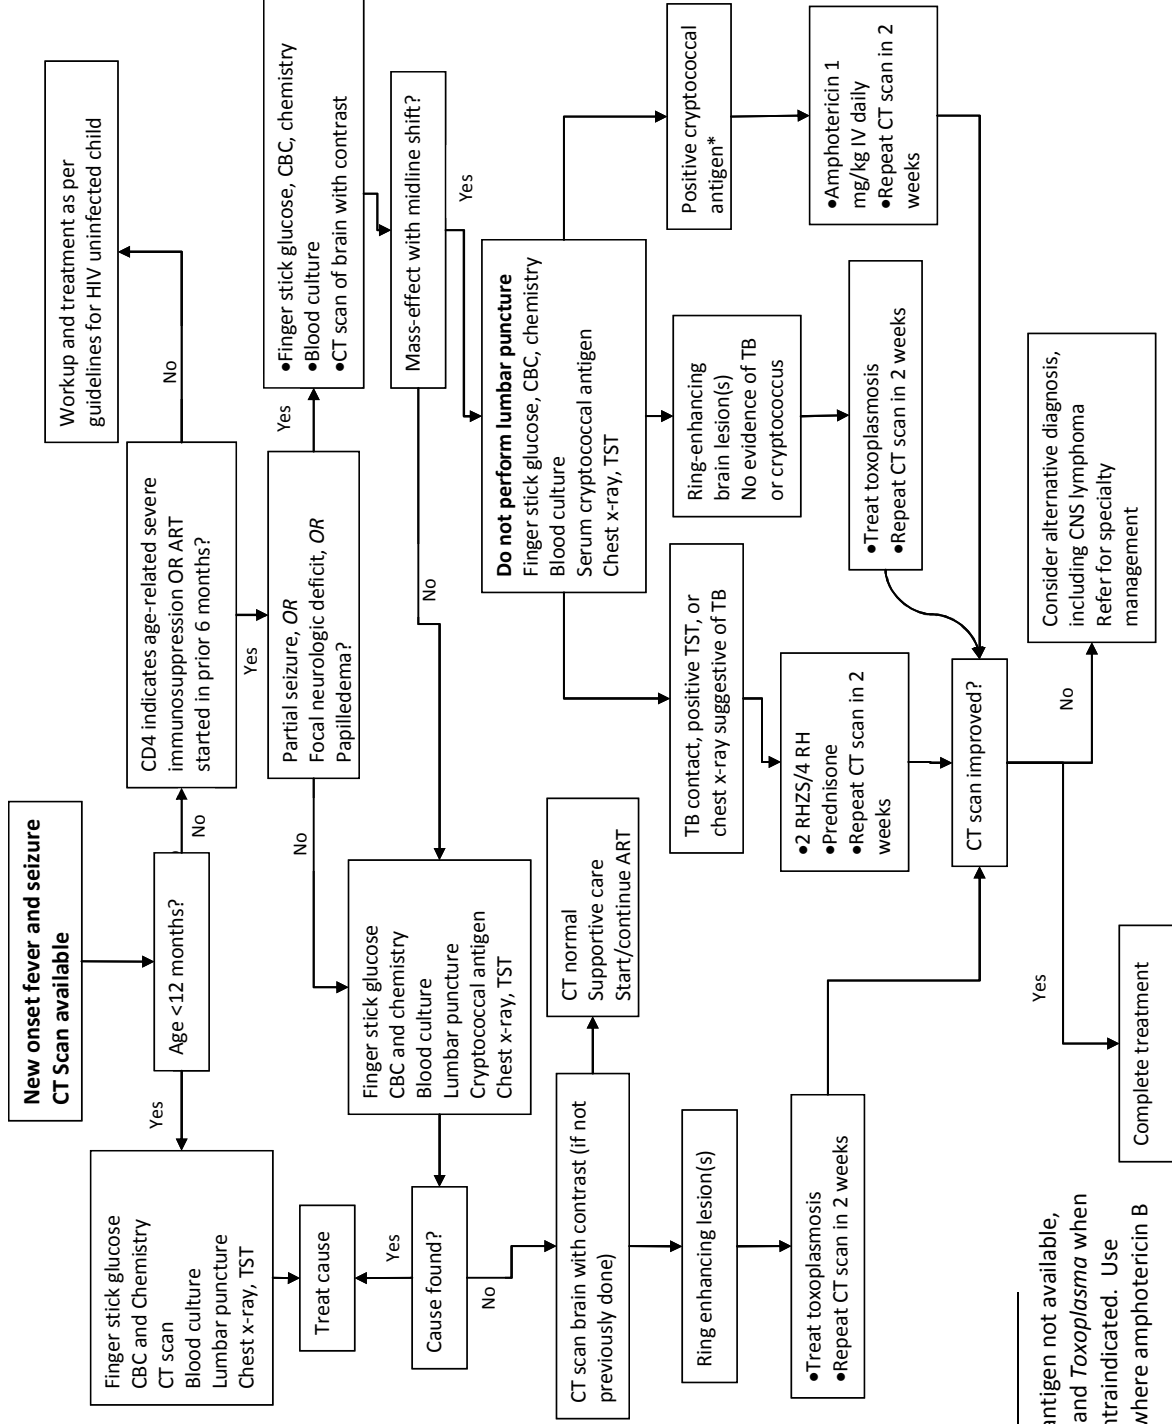 New onset fever and seizure
CT Scan available
Age <12 months?
Yes
No
Finger stick glucose
CBC and Chemistry
CT scan
Blood culture
Lumbar puncture
Chest x-ray, TST
Treat cause
CD4 indicates age-related severe
immunosuppression OR ART
started in prior 6 months?
No
Workup and treatment as per
guidelines for HIV uninfected child
Yes
Partial seizure, OR
Focal neurologic deficit, OR
Papilledema?
No
Yes
•Finger stick glucose, CBC, chemistry
•Blood culture
•CT scan of brain with contrast
Mass-effect with midline shift?
No
Yes
Finger stick glucose
CBC and chemistry
Blood culture
Lumbar puncture
Cryptococcal antigen
Chest x-ray, TST
Cause found?
Yes
No
CT scan brain with contrast (if not
previously done)
CT normal
Supportive care
Start/continue ART
Ring enhancing lesion(s)
•Treat toxoplasmosis
•Repeat CT scan in 2 weeks
Do not perform lumbar puncture
Finger stick glucose, CBC, chemistry
Blood culture
Serum cryptococcal antigen
Chest x-ray, TST
TB contact, positive TST, or
chest x-ray suggestive of TB
•2 RHZS/4 RH
•Prednisone
•Repeat CT scan in 2
weeks
Ring-enhancing
brain lesion(s)
No evidence of TB
or cryptococcus
•Treat toxoplasmosis
•Repeat CT scan in 2 weeks
Positive cryptococcal
antigen*
•Amphotericin 1
mg/kg IV daily
•Repeat CT scan in 2
weeks
CT scan improved?
Yes
No
Complete treatment
Consider alternative diagnosis,
including CNS lymphoma
Refer for specialty
management
antigen not available,
and Toxoplasma when
ntraindicated. Use
where amphotericin B